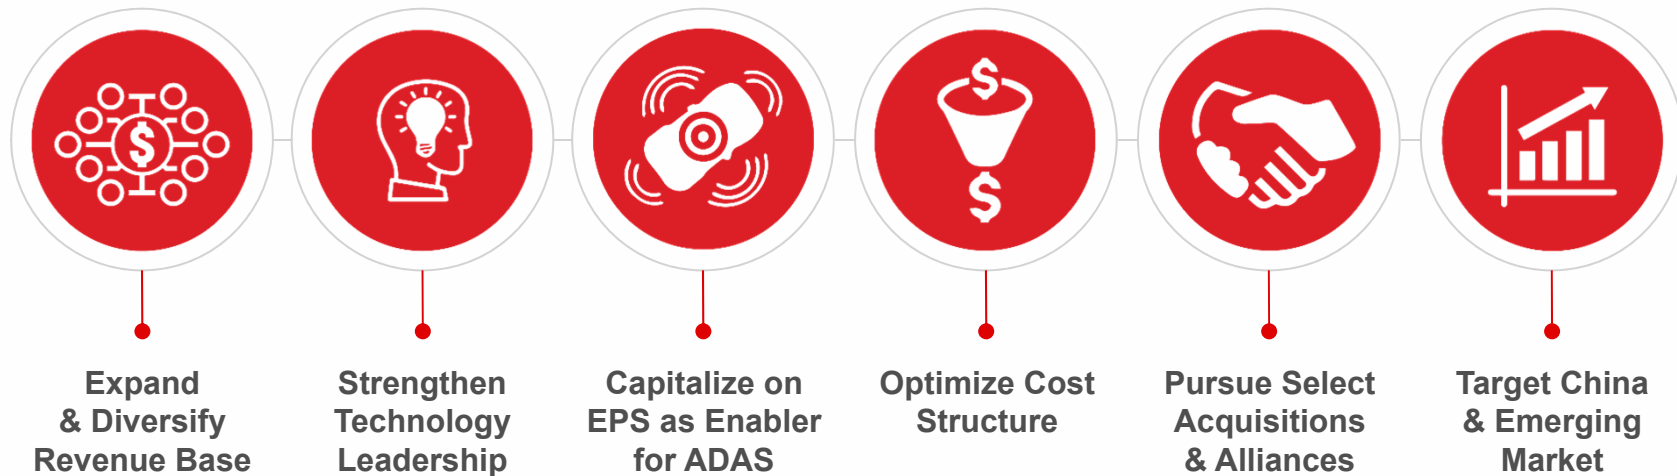 $
$
$
Expand
& Diversify
Revenue Base
Strengthen
Technology
Leadership
Capitalize on
EPS as Enabler
for ADAS
Optimize Cost
Structure
Pursue Select
Acquisitions
& Alliances
Target China
& Emerging
Market